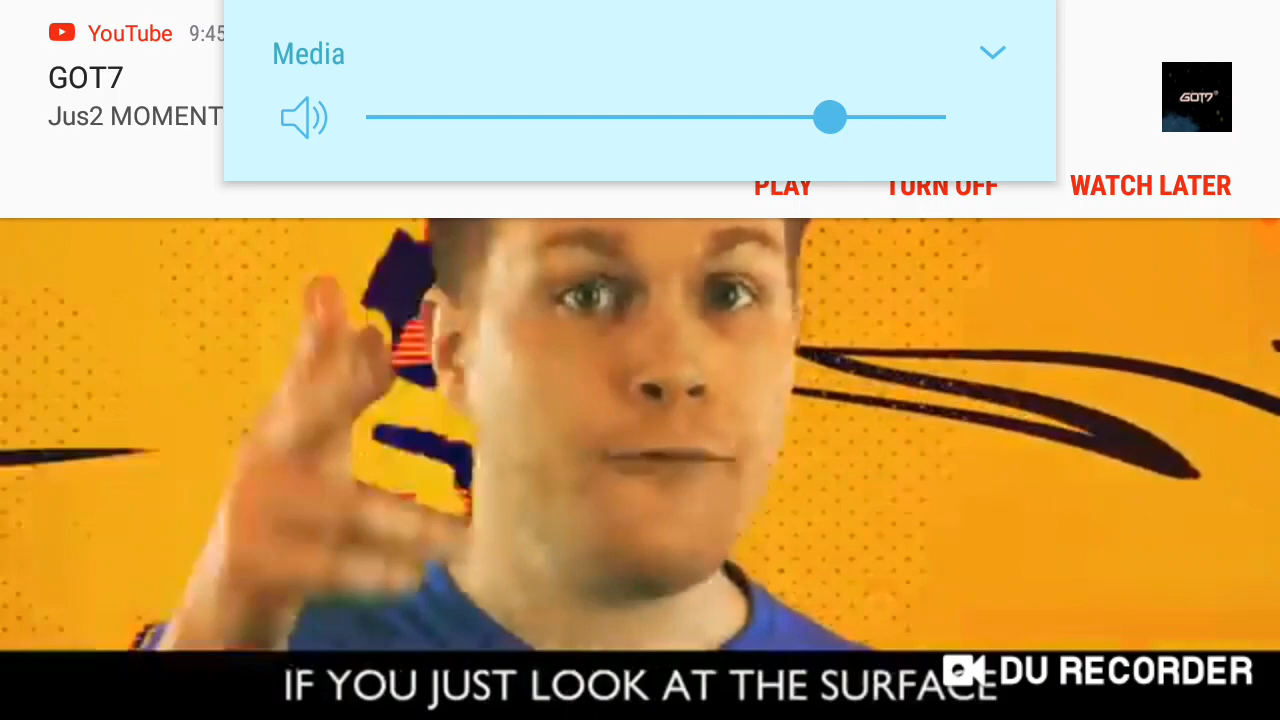 YouTube 9:45
GOT7
Jus2 MOMENT
Media
GOT7
PLAY TURN OFF WATCH LATER
IF YOU JUST LOOK AT THE SURFACE
DU RECORDER